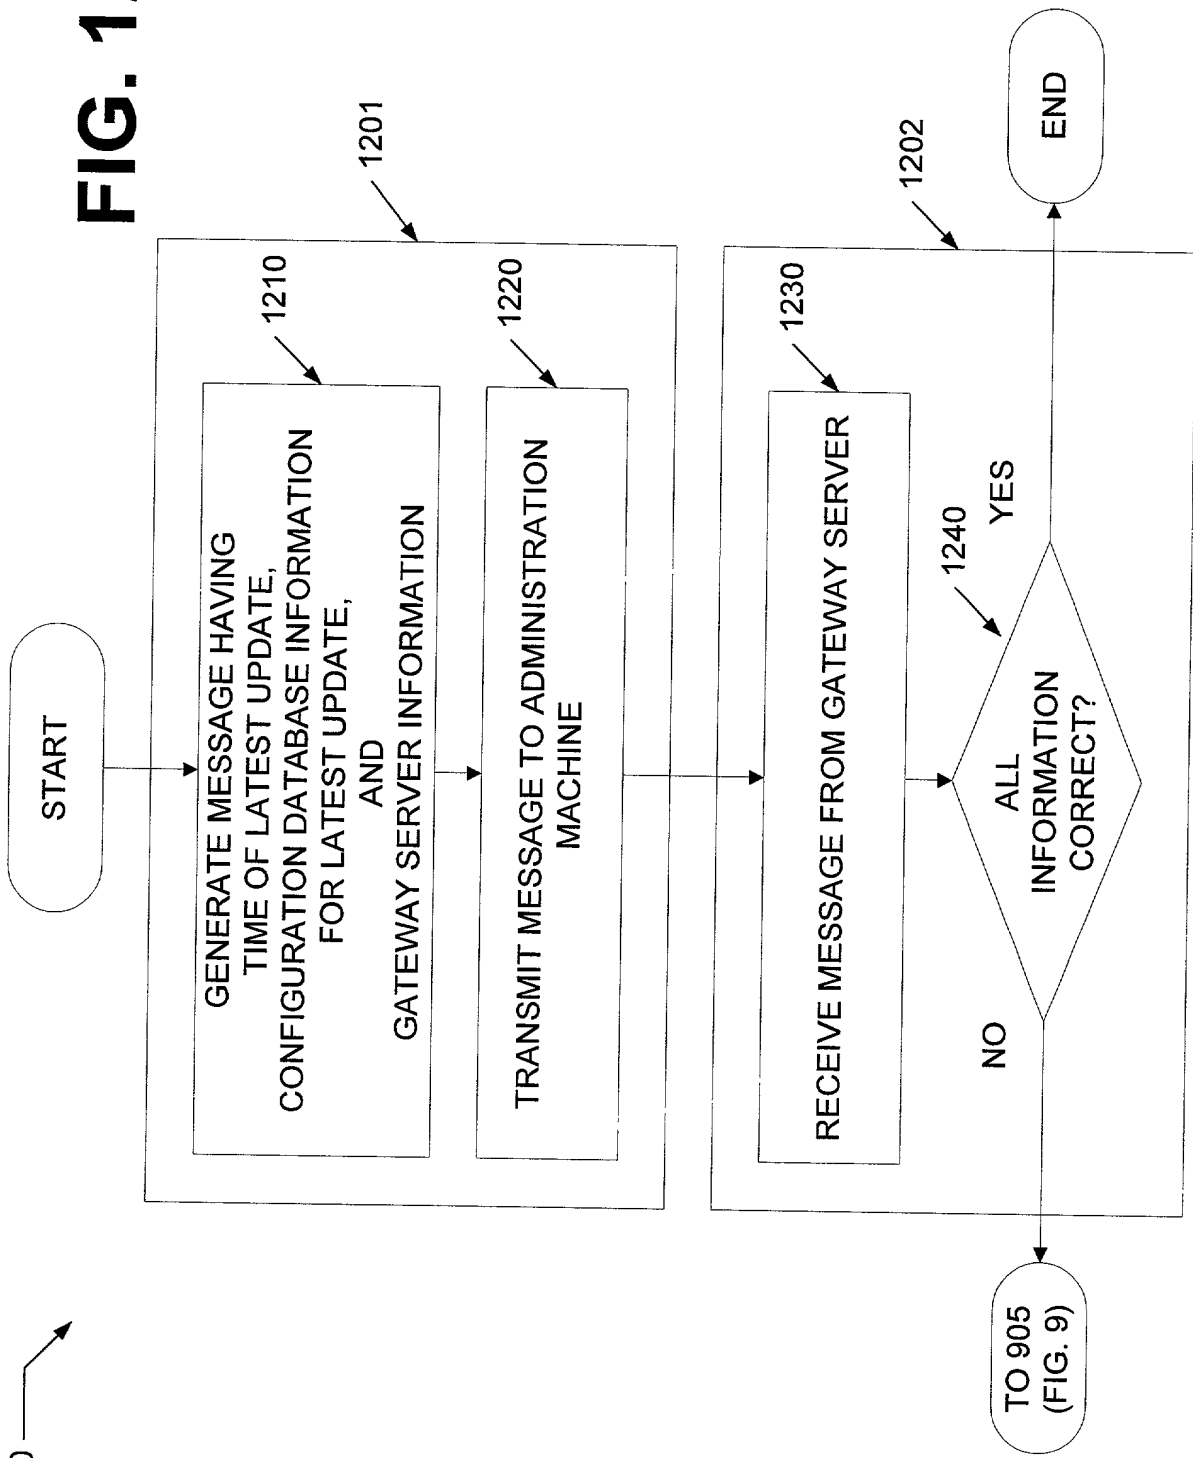 START
GENERATE MESSAGE HAVING
TIME OF LATEST UPDATE,
CONFIGURATION DATABASE INFORMATION
FOR LATEST UPDATE,
AND
GATEWAY SERVER INFORMATION
1210
1201
TRANSMIT MESSAGE TO ADMINISTRATION
MACHINE
1220
RECEIVE MESSAGE FROM GATEWAY SERVER
1230
1202
ALL
INFORMATION
CORRECT?
1240
NO
YES
TO 905
(FIG. 9)
END
FIG. 1